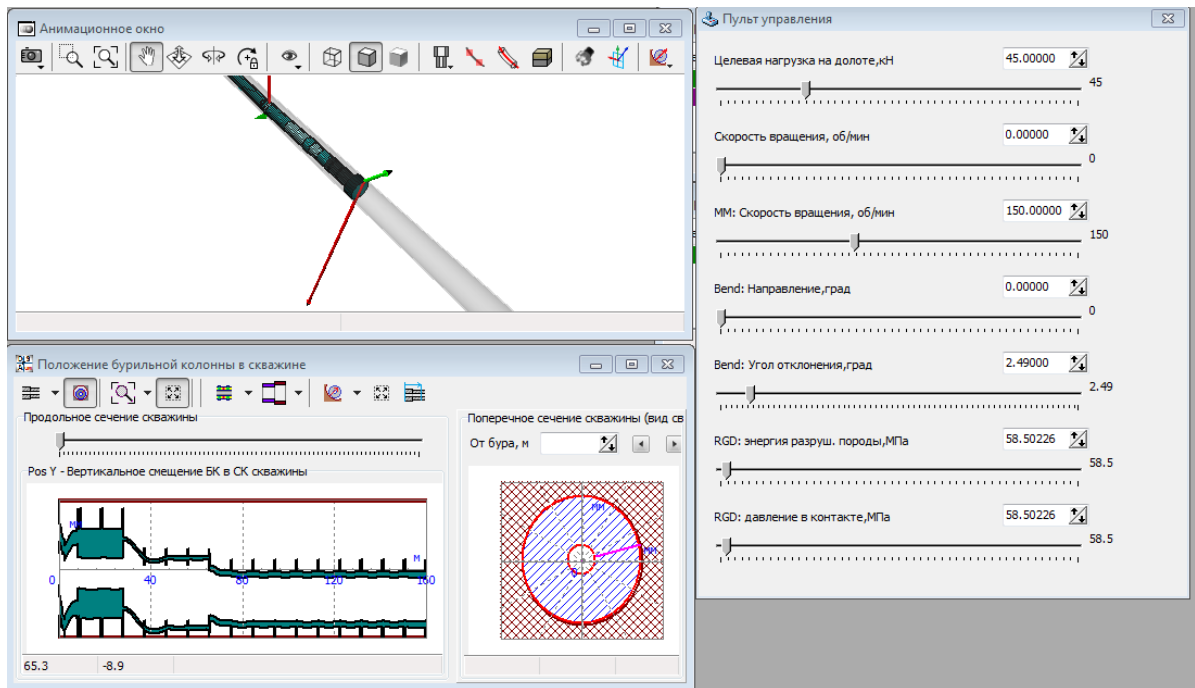 Анимационное окно
Положение бурильной колонны в скважине
Продольное сечение скважины
Pos Y - Вертикальное смещение БК в СК скважины
ММ
М
0 40 80 120 160
65.3 -8.9
Поперечное сечение скважины (вид св
От бура, м
мм
мм
0
Пульт управления
Целевая нагрузка на долоте,кН 45.00000
45
Скорость вращения, об/мин 0.00000
0
ММ: Скорость вращения, об/мин 150.00000
150
Bend: Направление,град 0.00000
0
Bend: Угол отклонения,град 2.49000
2.49
RGD: энергия разруш. породы,МПа 58.50226
58.5
RGD: давление в контакте,МПа 58.50226
58.5